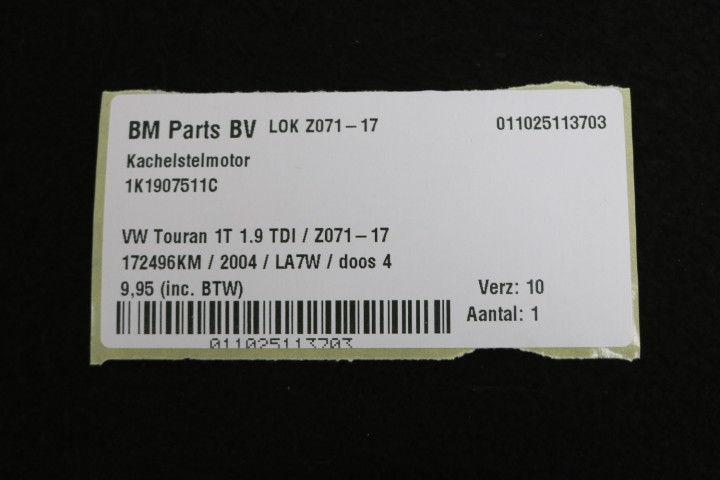 BM Parts BV LOK Z071-17 011025113703
Kachelstelmotor
1K1907511C
VW Touran 1T 1.9 TDI / Z071-17
172496KM / 2004 / LA7W / doos 4
9,95 (inc. BTW) Verz: 10
Aantal: 1
011025113703